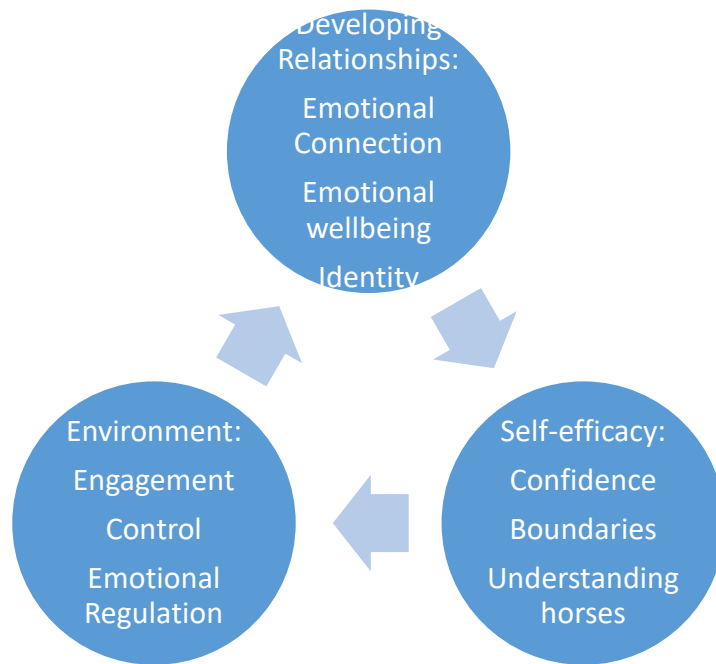 Developing
Relationships:
Emotional
Connection
Emotional
wellbeing
Identity
Environment:
Engagement
Control
Emotional
Regulation
Self-efficacy:
Confidence
Boundaries
Understanding
horses